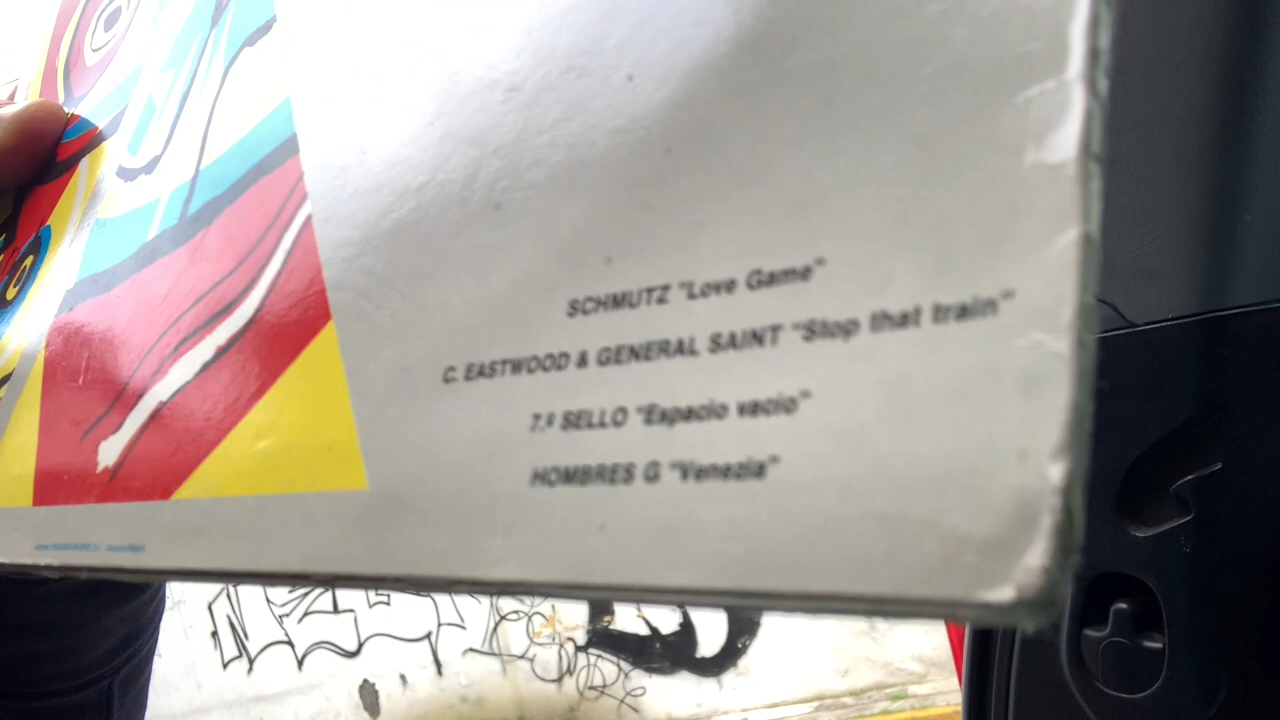 SCHMUTZ "Love Game"
C. EASTWOOD & GENERAL SAINT "Stop that train"
7.º SELLO "Espacio vacio"
HOMBRES G "Venezia"